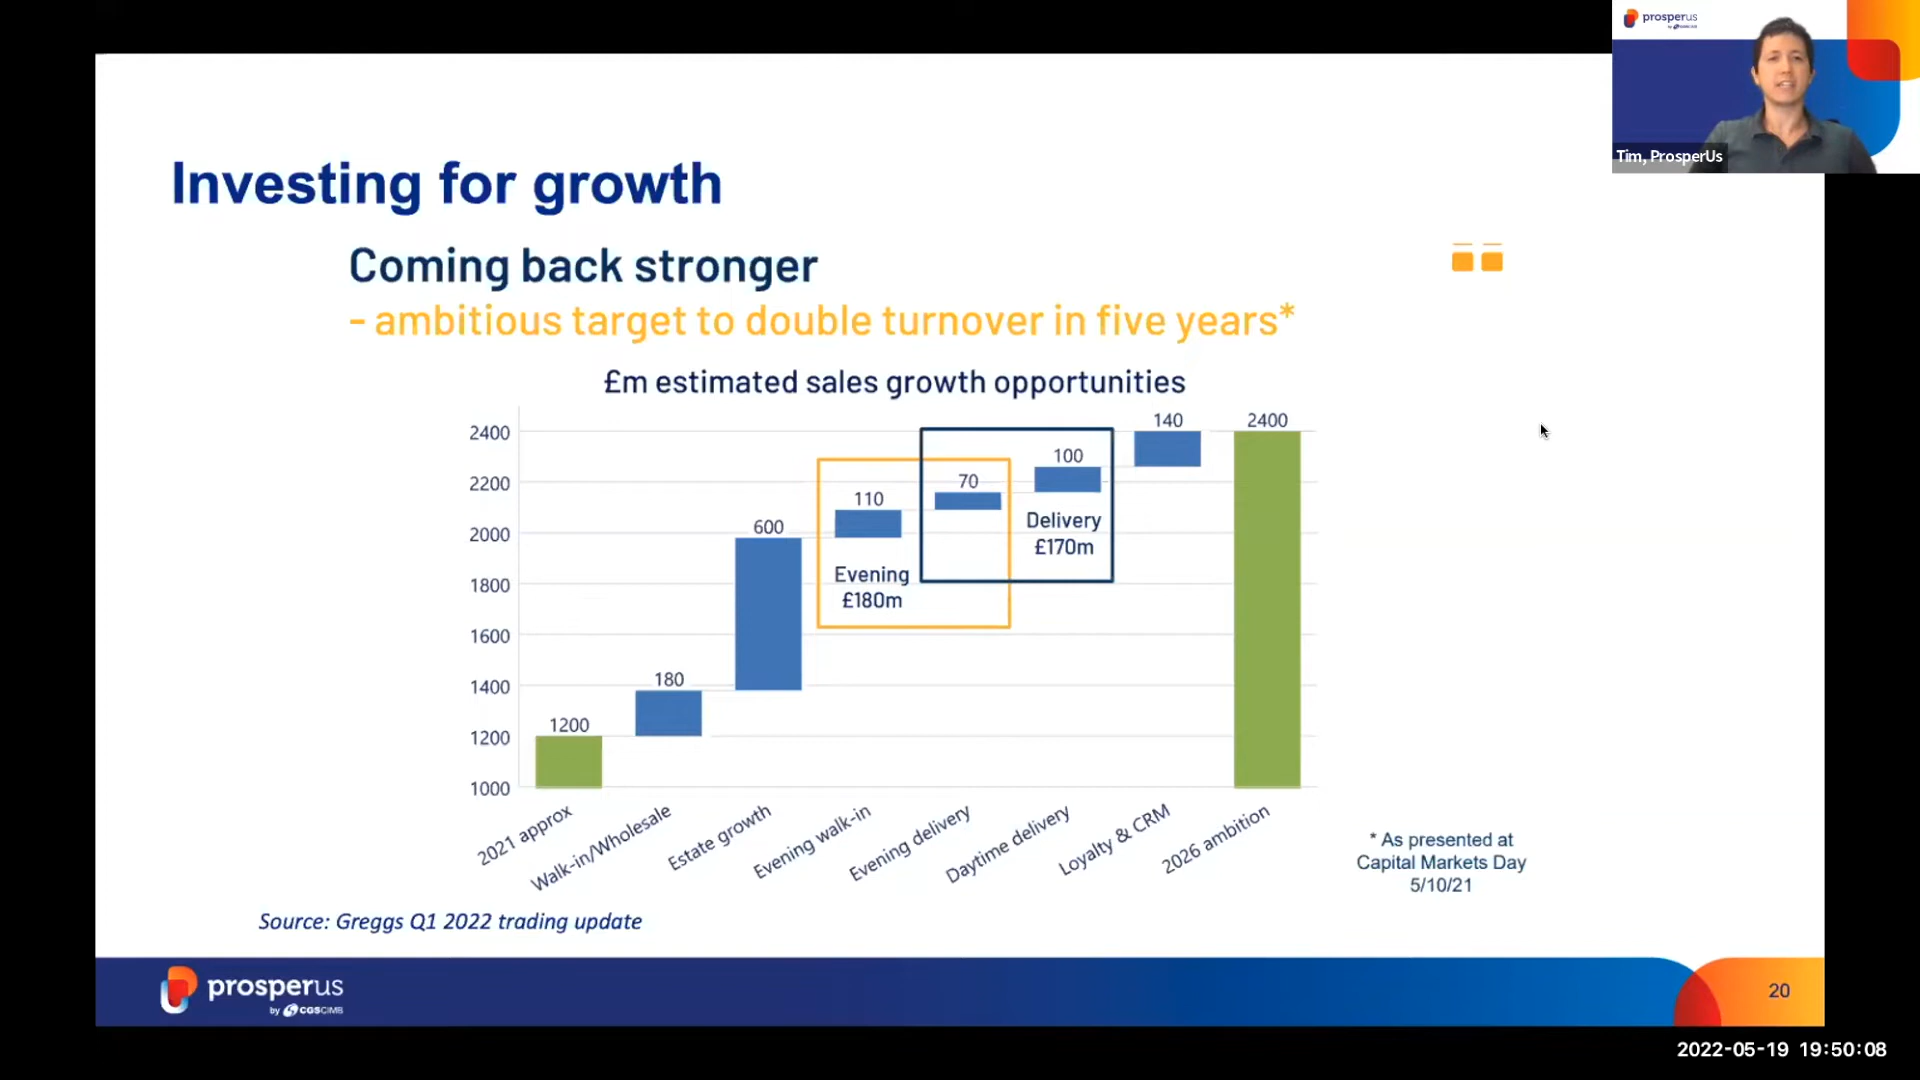 prosperus
Tim, ProsperUs
Investing for growth
Coming back stronger
- ambitious target to double turnover in five years*
£m estimated sales growth opportunities
2400
2200
2000
1800
1600
1400
1200
1000
1200
180
600
110
70
100
140
2400
Evening
£180m
Delivery
£170m
2021 approx
Walk-in/Wholesale
Estate growth
Evening walk-in
Evening delivery
Daytime delivery
Loyalty & CRM
2026 ambition
* As presented at
Capital Markets Day
5/10/21
Source: Greggs Q1 2022 trading update
prosperus
by CGSCIMB
20
2022-05-19 19:50:08